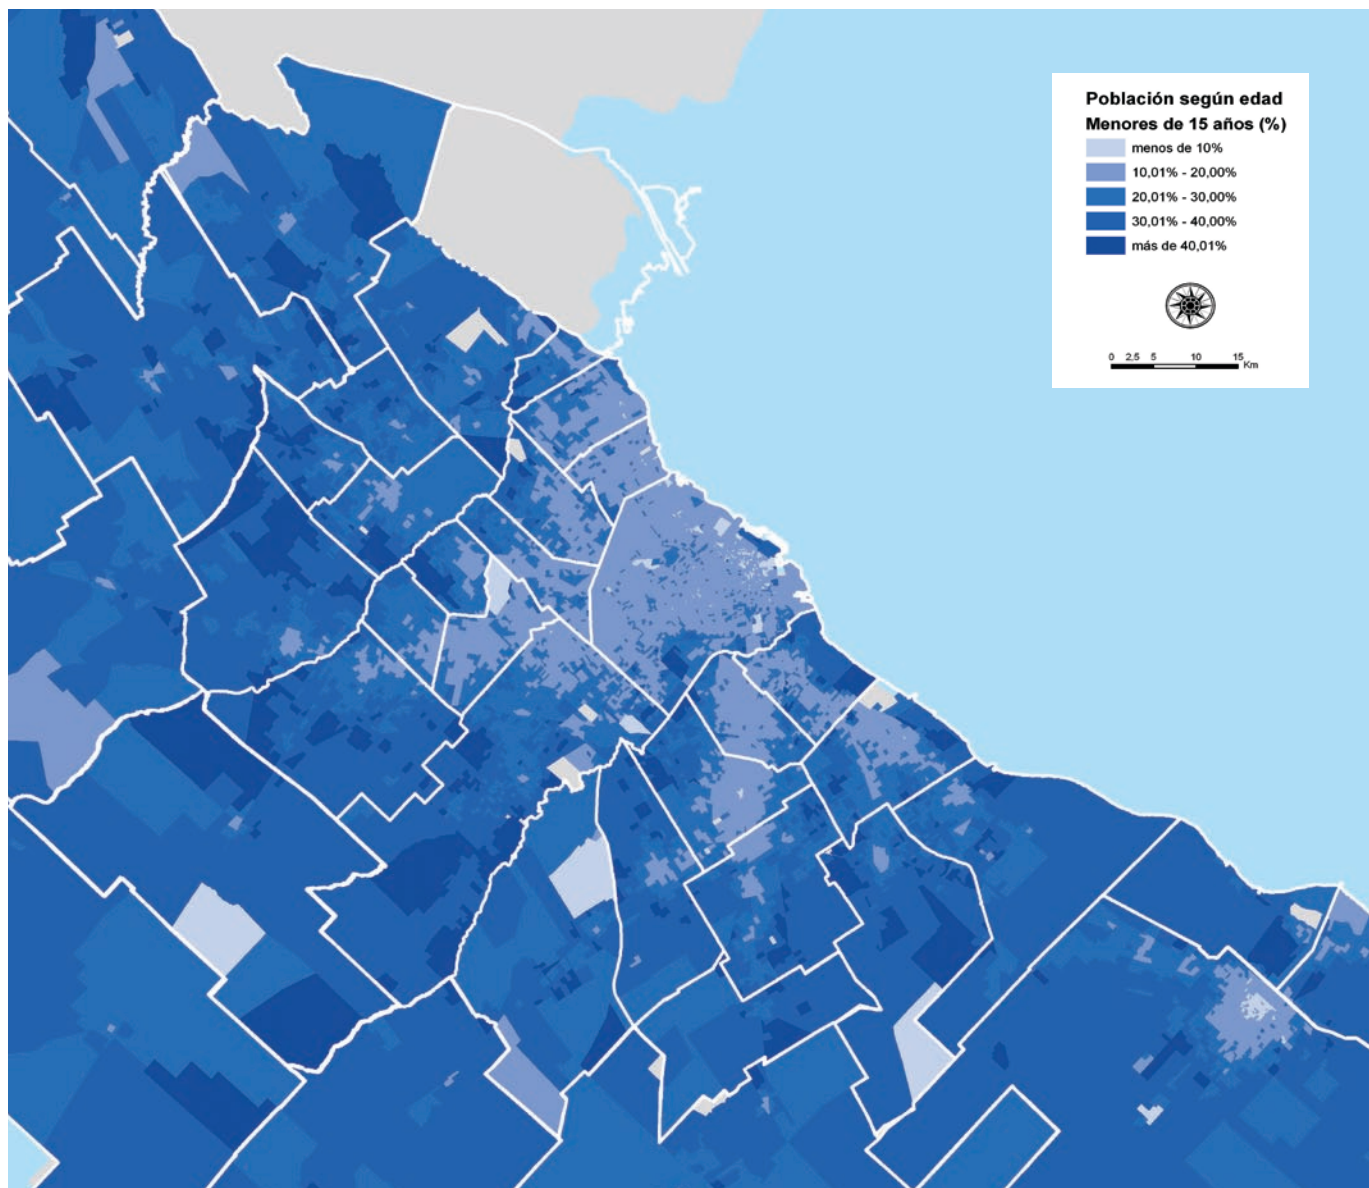 Población según edad
Menores de 15 años (%)
menos de 10%
10,01% - 20,00%
20,01% - 30,00%
30,01% - 40,00%
más de 40,01%
0 2,5 5 10 15
Km